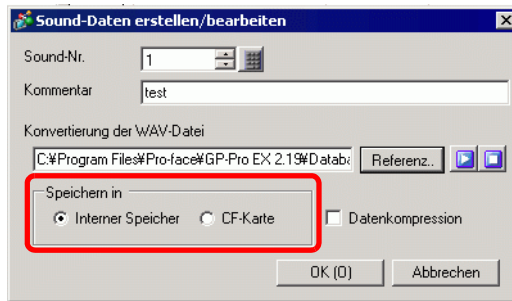 Sound-Daten erstellen/bearbeiten
Sound-Nr. 1
Kommentar test
Konvertierung der WAV-Datei
C:¥Program Files¥Pro-face¥GP-Pro EX 2.19¥Databa Referenz..
Speichern in
Interner Speicher CF-Karte Datenkompression
OK (O) Abbrechen